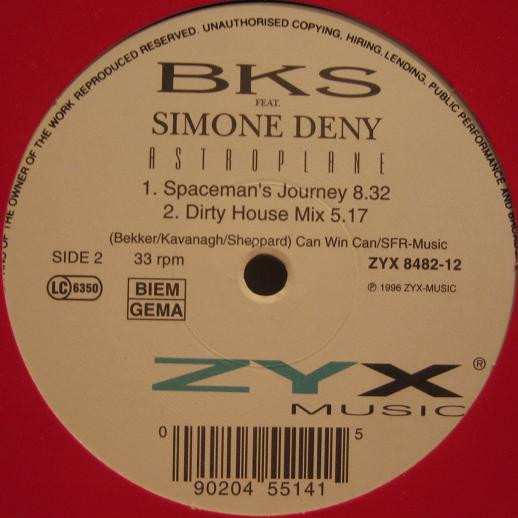 RS OF THE OWNER OF THE WORK REPRODUCED RESERVED. UNAUTHORISED COPYING, HIRING, LENDING, PUBLIC PERFORMANCE AND
BKS
FEAT.
SIMONE DENY
ASTROPLANE
1. Spaceman's Journey 8.32
2. Dirty House Mix 5.17
(Bekker/Kavanagh/Sheppard) Can Win Can/SFR-Music
SIDE 2 33 rpm ZYX 8482-12
LC 6350 BIEM ℗ 1996 ZYX-MUSIC
GEMA
ZYX ®
MUSIC
0 5
90204 55141